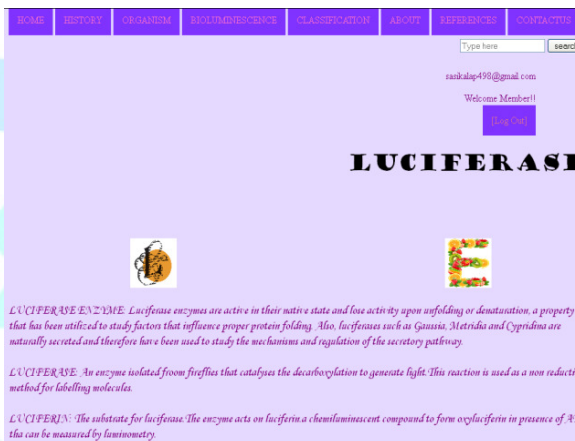 HOME HISTORY ORGANISM BIOLUMINESCENCE CLASSIFICATION ABOUT REFERENCES CONTACTUS
Type here search
sasikalap498@gmail.com
Welcome Member!!
[Log Out]
LUCIFERASE
L E
LUCIFERASE ENZYME: Luciferase enzymes are active in their native state and lose activity upon unfolding or denaturation, a property
that has been utilized to study factors that influence proper protein folding. Also, luciferases such as Gaussia, Metridia and Cypridina are
naturally secreted and therefore have been used to study the mechanisms and regulation of the secretory pathway.
LUCIFERASE: An enzyme isolated froom fireflies that catalyses the decarboxylation to generate light.This reaction is used as a non reducti
method for labelling molecules.
LUCIFERIN: The substrate for luciferase.The enzyme acts on luciferin.a chemiluminescent compound to form oxyluciferin in presence of A
tha can be measured by luminometry.